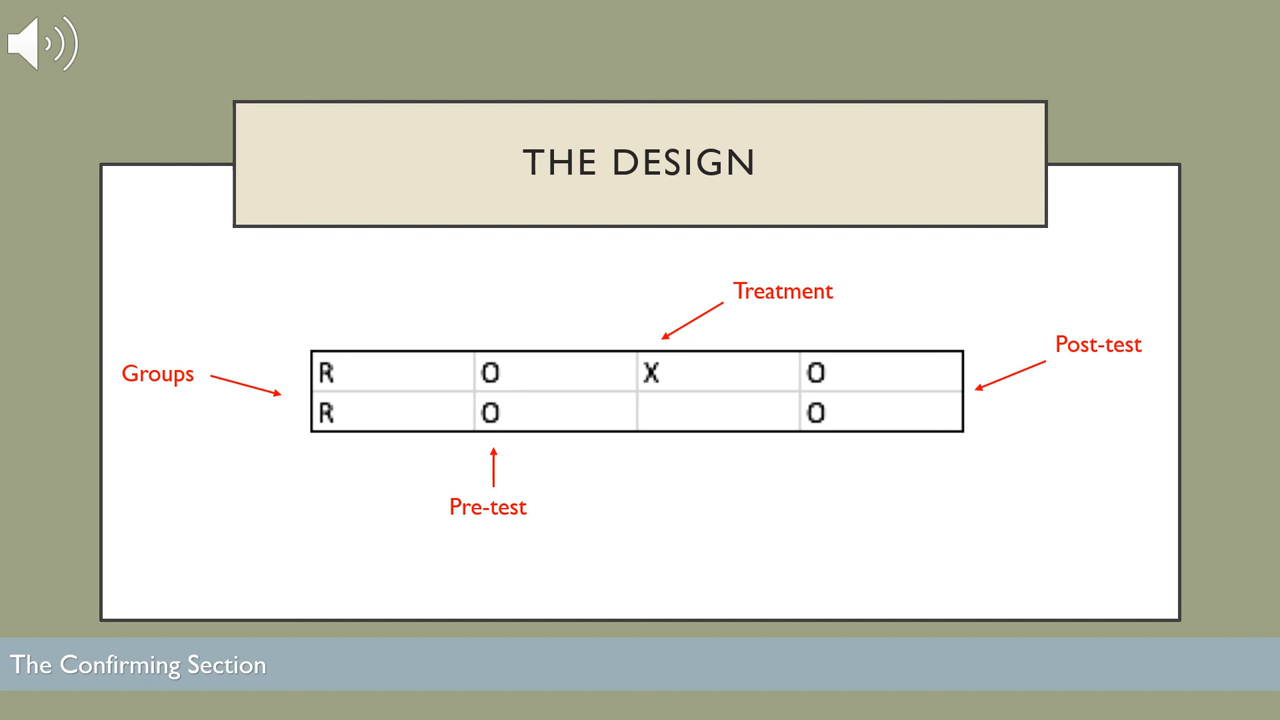 THE DESIGN
Treatment
Post-test
Groups
R O X O
R O O
Pre-test
The Confirming Section